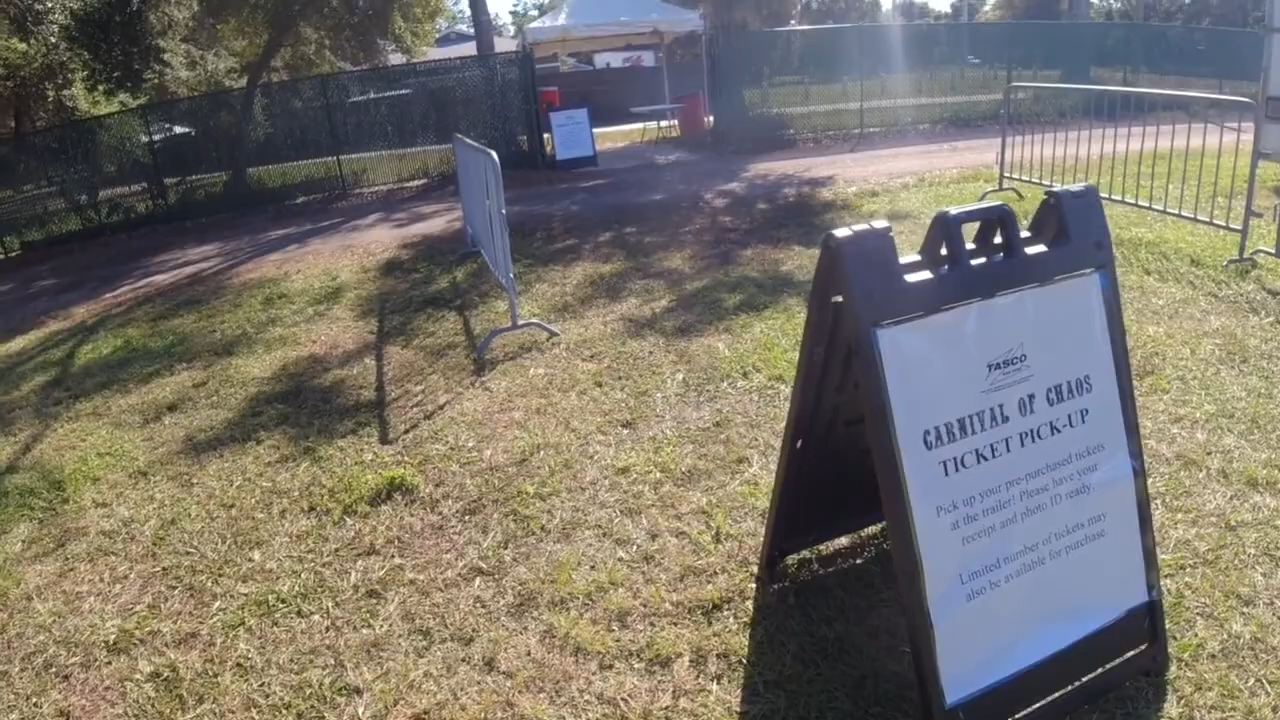 TASCO
CARNIVAL OF CHAOS
TICKET PICK-UP
Pick up your pre-purchased tickets
at the trailer! Please have your
receipt and photo ID ready.
Limited number of tickets may
also be available for purchase.